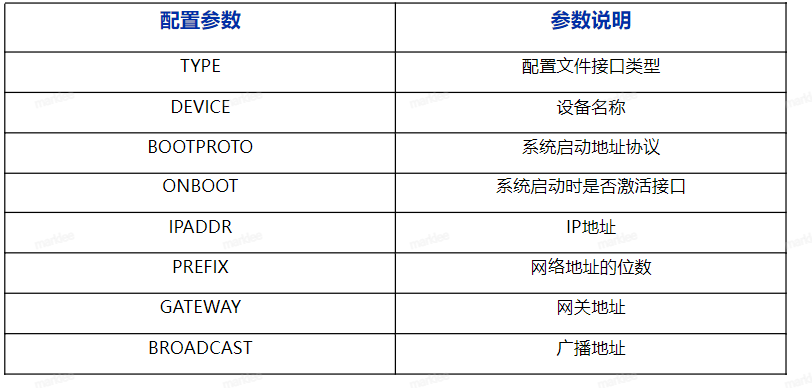 配置参数 参数说明
TYPE 配置文件接口类型
DEVICE 设备名称
BOOTPROTO 系统启动地址协议
ONBOOT 系统启动时是否激活接口
IPADDR IP地址
PREFIX 网络地址的位数
GATEWAY 网关地址
BROADCAST 广播地址